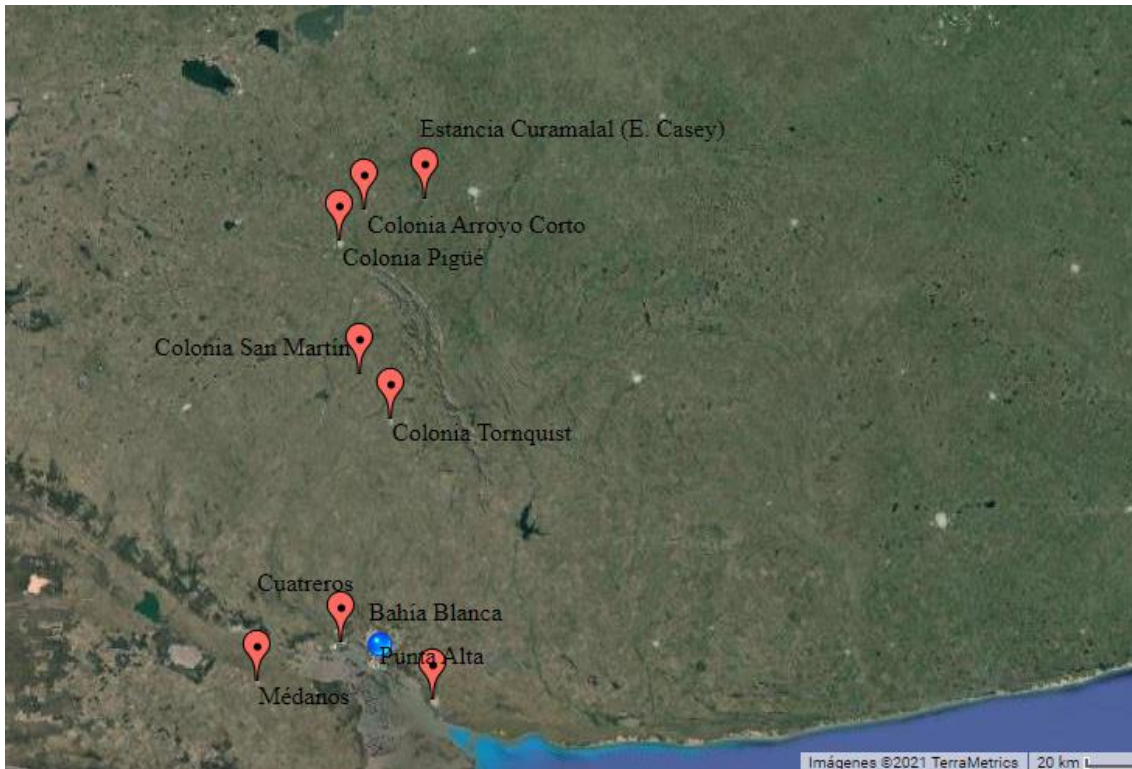 Estancia Curamalal (E. Casey)
Colonia Arroyo Corto
Colonia Pigüé
Colonia San Martín
Colonia Tornquist
Cuatreros
Bahía Blanca
Punta Alta
Médanos
Imágenes ©2021 TerraMetrics
20 km